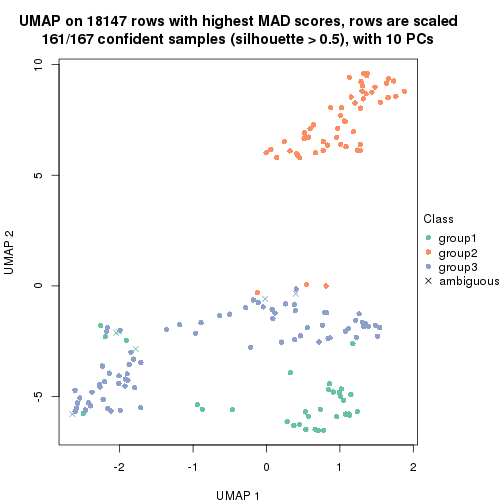 UMAP on 18147 rows with highest MAD scores, rows are scaled
161/167 confident samples (silhouette > 0.5), with 10 PCs
10
5
0
-5
UMAP 2
-2
-1
0
1
2
UMAP 1
Class
group1
group2
group3
ambiguous